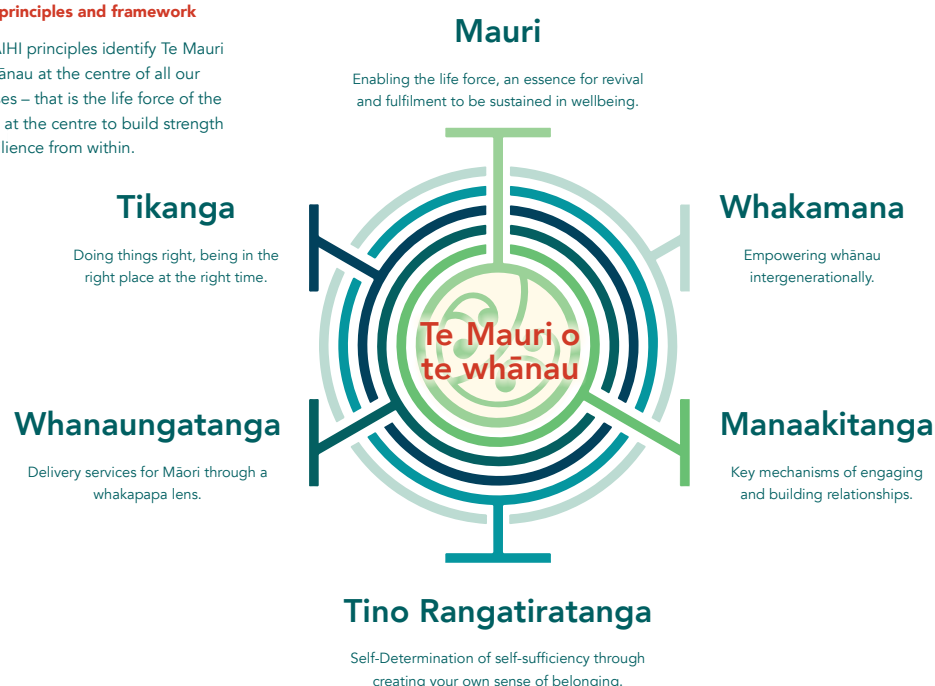 principles and framework
AIHI principles identify Te Mauri
ānau at the centre of all our
es – that is the life force of the
at the centre to build strength
lience from within.
Mauri
Enabling the life force, an essence for revival
and fulfilment to be sustained in wellbeing.
Tikanga
Doing things right, being in the
right place at the right time.
Whakamana
Empowering whānau
intergenerationally.
Te Mauri o
te whānau
Whanaungatanga
Delivery services for Māori through a
whakapapa lens.
Manaakitanga
Key mechanisms of engaging
and building relationships.
Tino Rangatiratanga
Self-Determination of self-sufficiency through
creating your own sense of belonging.